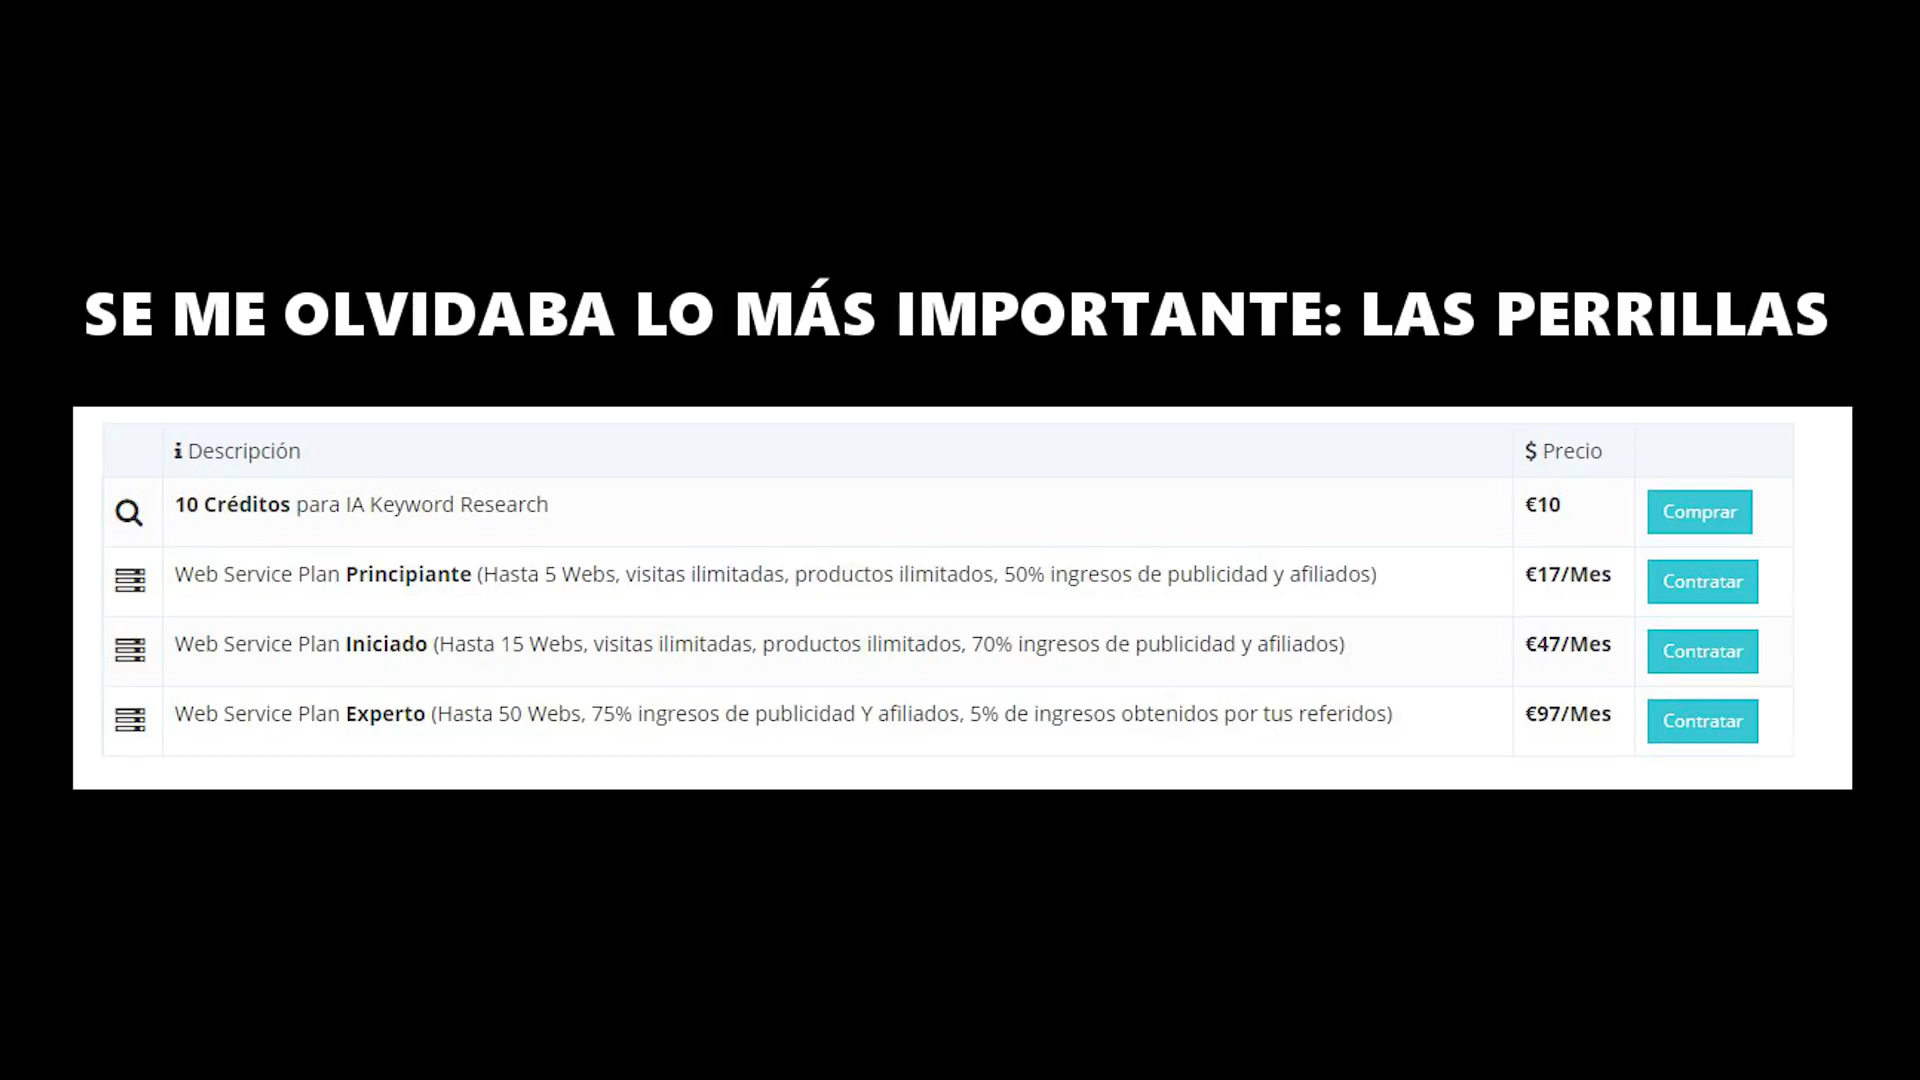 SE ME OLVIDABA LO MÁS IMPORTANTE: LAS PERRILLAS
Descripción $ Precio
10 Créditos para IA Keyword Research €10 Comprar
Web Service Plan Principiante (Hasta 5 Webs, visitas ilimitadas, productos ilimitados, 50% ingresos de publicidad y afiliados) €17/Mes Contratar
Web Service Plan Iniciado (Hasta 15 Webs, visitas ilimitadas, productos ilimitados, 70% ingresos de publicidad y afiliados) €47/Mes Contratar
Web Service Plan Experto (Hasta 50 Webs, 75% ingresos de publicidad Y afiliados, 5% de ingresos obtenidos por tus referidos) €97/Mes Contratar